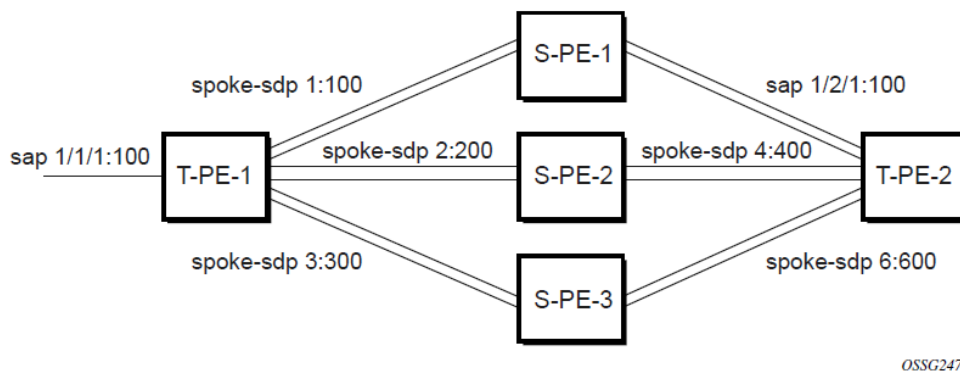 S-PE-1
spoke-sdp 1:100
sap 1/2/1:100
sap 1/1/1:100
T-PE-1
spoke-sdp 2:200
S-PE-2
spoke-sdp 4:400
T-PE-2
spoke-sdp 3:300
S-PE-3
spoke-sdp 6:600
OSSG247